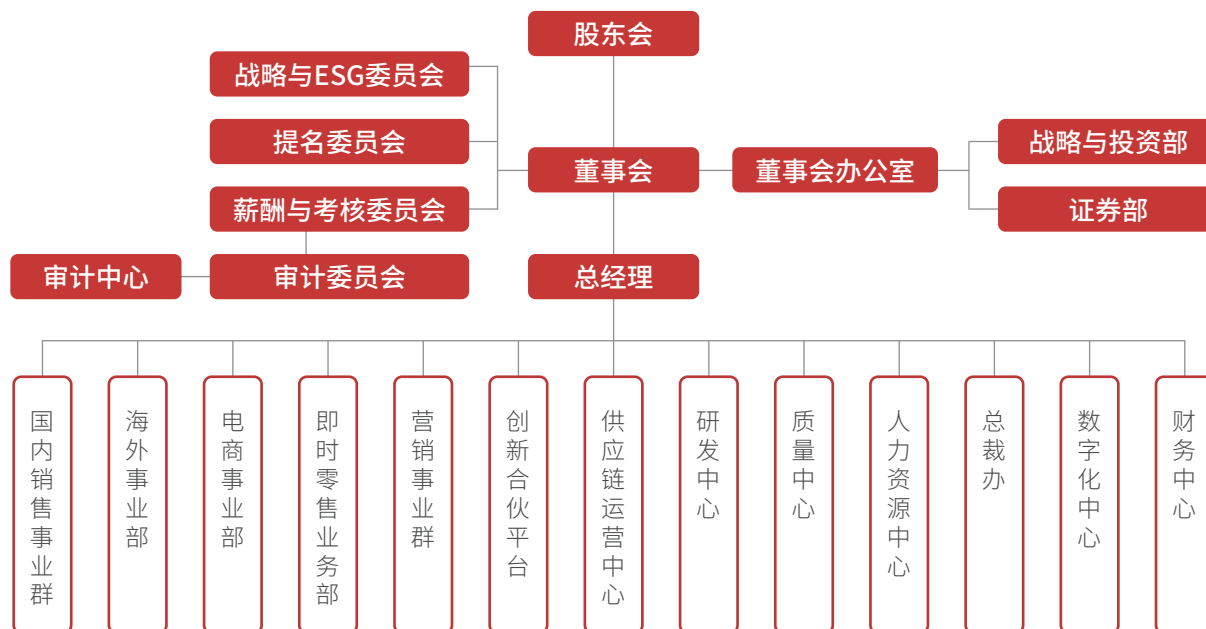 股东会
战略与ESG委员会
提名委员会
战略与投资部
董事会
董事会办公室
薪酬与考核委员会
证券部
审计中心
审计委员会
总经理
国内销售事业群
海外事业部
电商事业部
即时零售业务部
营销事业群
创新合伙平台
供应链运营中心
研发中心
质量中心
人力资源中心
总裁办
数字化中心
财务中心